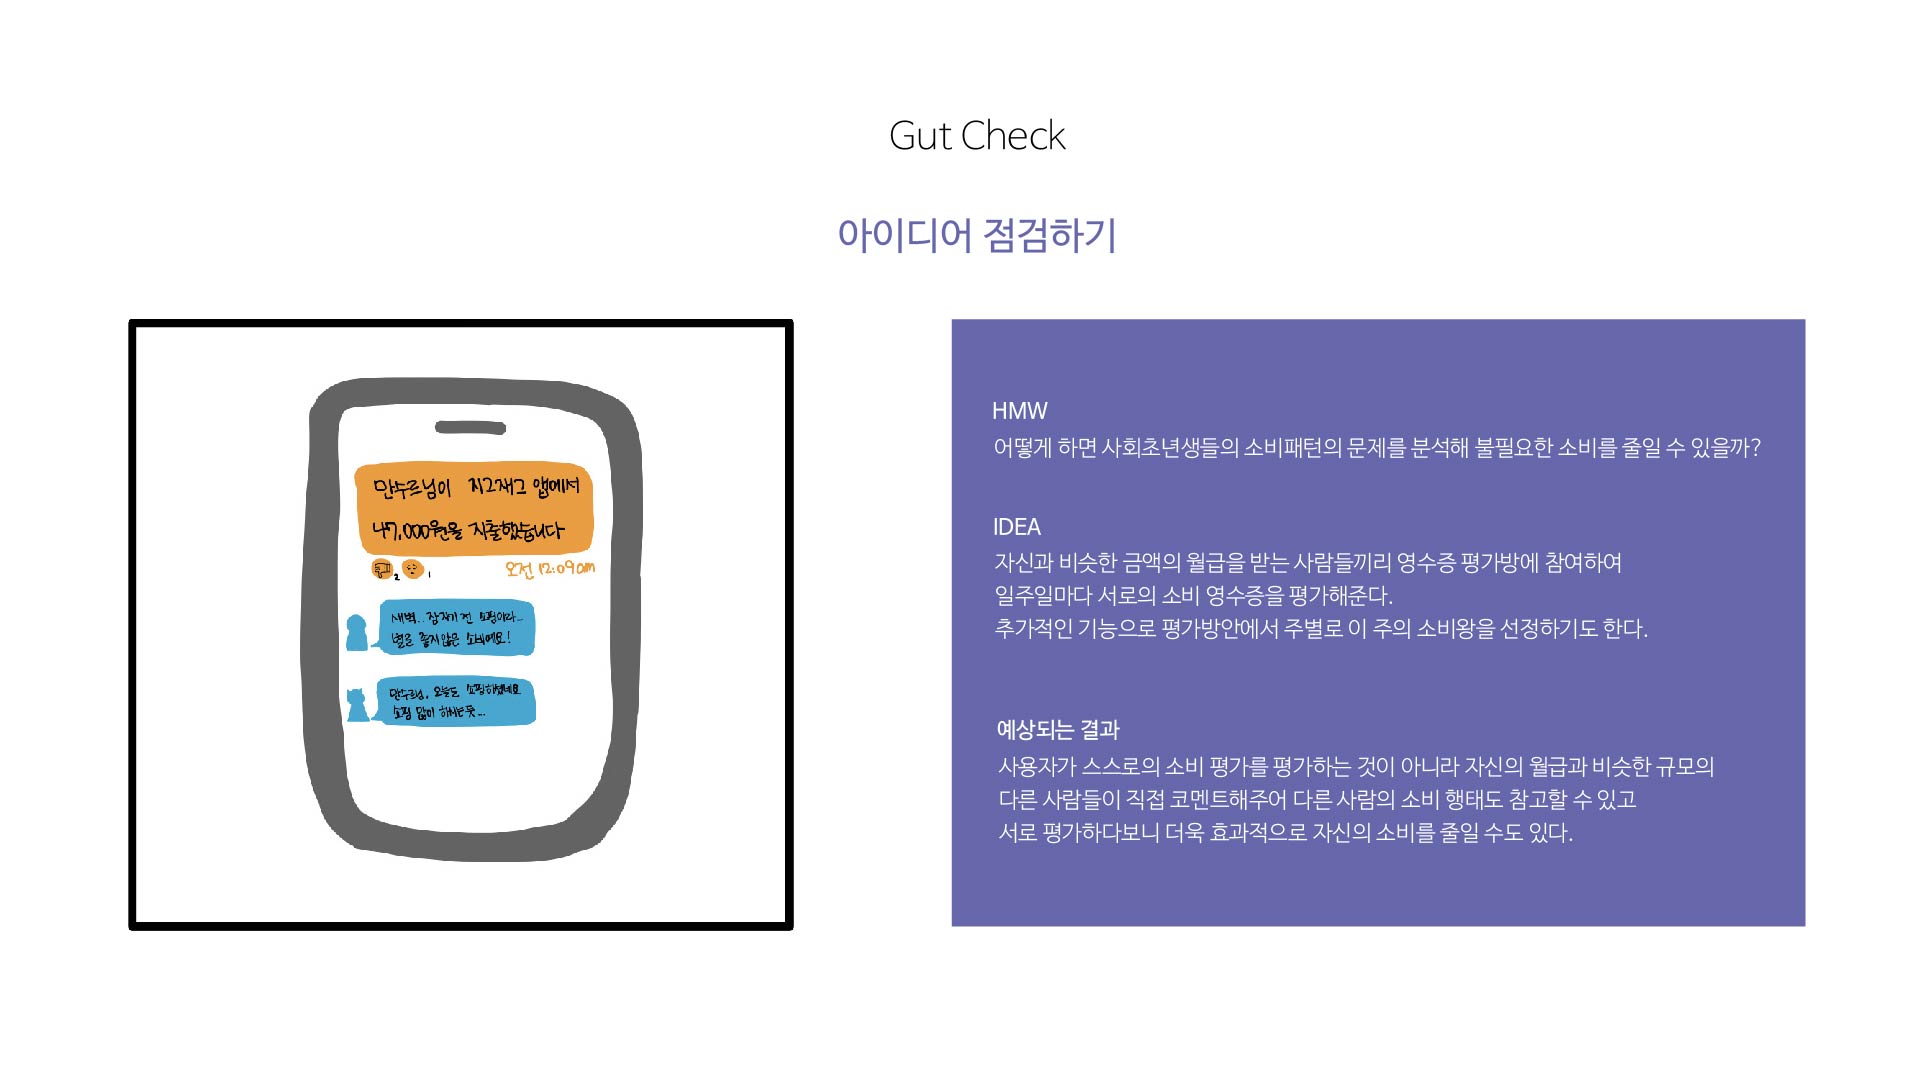 Gut Check
아이디어 점검하기
만수르님이 지그재그 앱에서
47,000원을 지출했습니다
2 1
오전 12:09am
새벽.. 잠자기 전 쇼핑이라...
별로 좋지않은 소비예요!
만수르님, 오늘도 쇼핑하셨네요
쇼핑 많이 하시는듯...
HMW
어떻게 하면 사회초년생들의 소비패턴의 문제를 분석해 불필요한 소비를 줄일 수 있을까?
IDEA
자신과 비슷한 금액의 월급을 받는 사람들끼리 영수증 평가방에 참여하여
일주일마다 서로의 소비 영수증을 평가해준다.
추가적인 기능으로 평가방안에서 주별로 이 주의 소비왕을 선정하기도 한다.
예상되는 결과
사용자가 스스로의 소비 평가를 평가하는 것이 아니라 자신의 월급과 비슷한 규모의
다른 사람들이 직접 코멘트해주어 다른 사람의 소비 행태도 참고할 수 있고
서로 평가하다보니 더욱 효과적으로 자신의 소비를 줄일 수도 있다.